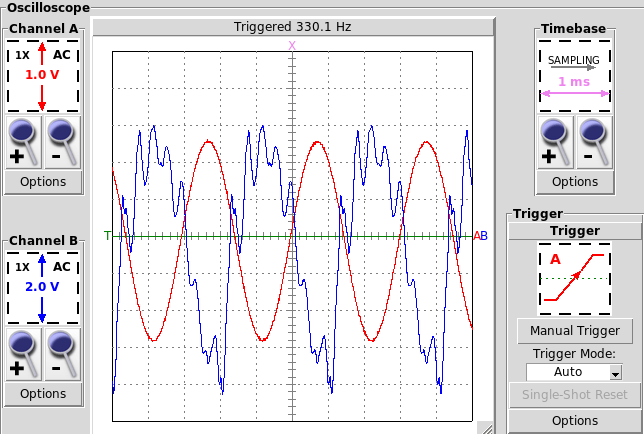 Oscilloscope
Channel A
1X AC
1.0 V
+ -
Options
Channel B
1X AC
2.0 V
+ -
Options
Triggered 330.1 Hz
X
T
AB
Timebase
SAMPLING
1 ms
+ -
Options
Trigger
Trigger
A
Manual Trigger
Trigger Mode:
Auto
Single-Shot Reset
Options